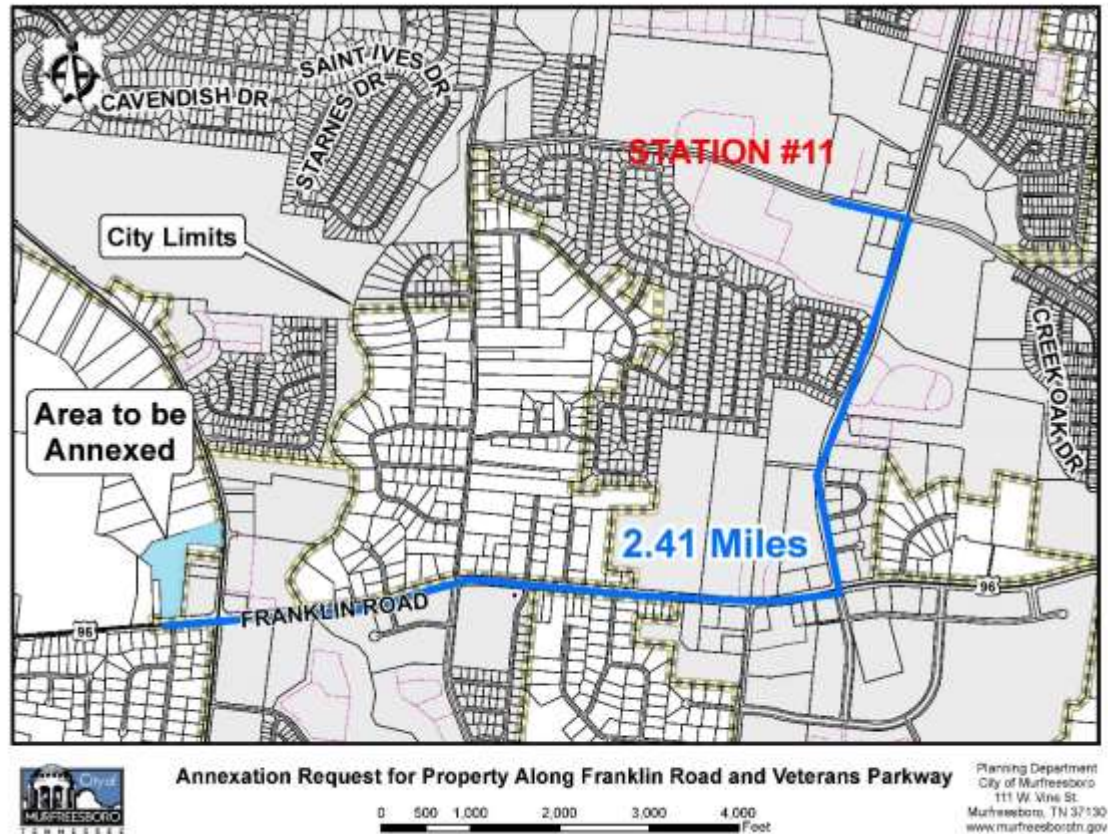 SAINT IVES DR
CAVENDISH DR
STARNES DR
STATION #11
City Limits
CREEK OAK DR
Area to be
Annexed
2.41 Miles
96
FRANKLIN ROAD
96
City of
MURFREESBORO
TENNESSEE
Annexation Request for Property Along Franklin Road and Veterans Parkway
0 500 1,000 2,000 3,000 4,000
Feet
Planning Department
City of Murfreesboro
111 W. Vine St.
Murfreesboro, TN 37130
www.murfreesborotn.gov